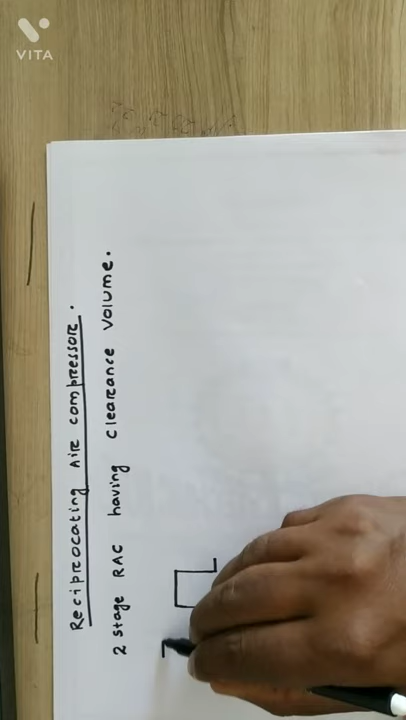 VITA
Reciprocating Air compressor.
2 stage RAC having clearance volume.